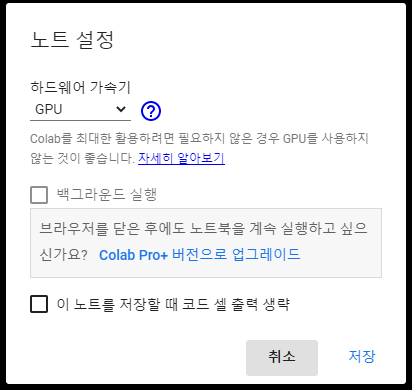 노트 설정
하드웨어 가속기
GPU
Colab를 최대한 활용하려면 필요하지 않은 경우 GPU를 사용하지
않는 것이 좋습니다. 자세히 알아보기
백그라운드 실행
브라우저를 닫은 후에도 노트북을 계속 실행하고 싶으
신가요? Colab Pro+ 버전으로 업그레이드
이 노트를 저장할 때 코드 셀 출력 생략
취소 저장